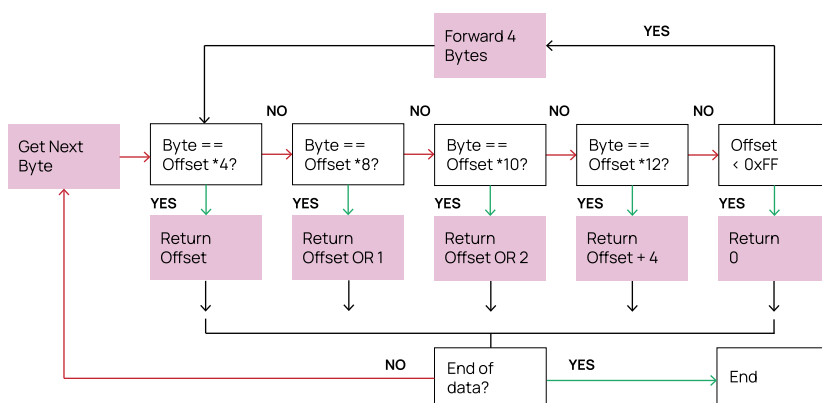 Forward 4
Bytes
YES
NO
NO
NO
NO
Get Next
Byte
Byte ==
Offset *4?
Byte ==
Offset *8?
Byte ==
Offset *10?
Byte ==
Offset *12?
Offset
< 0xFF
YES
YES
YES
YES
YES
Return
Offset
Return
Offset OR 1
Return
Offset OR 2
Return
Offset + 4
Return
0
NO
End of
data?
YES
End